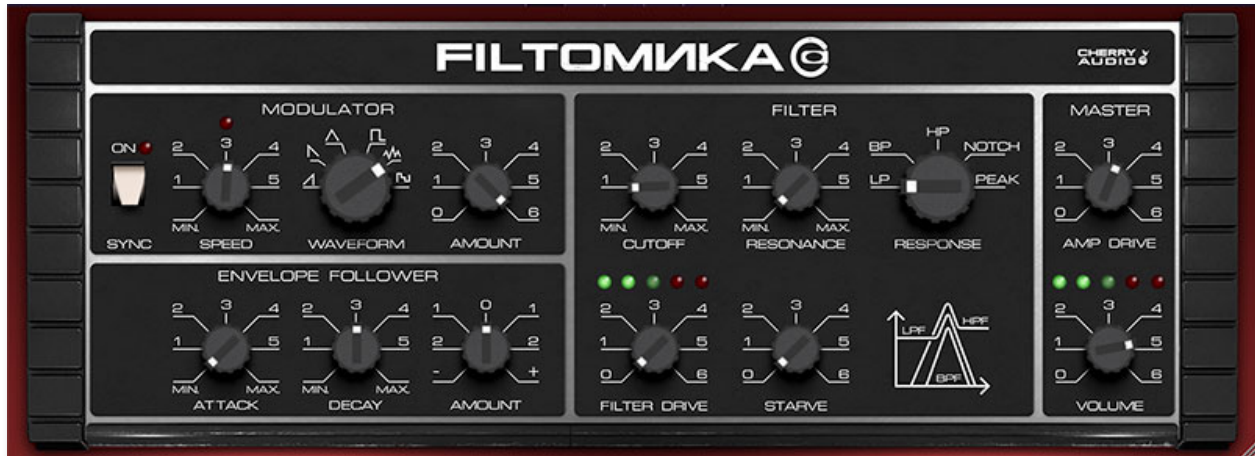 FILTOMИKA a
CHERRY AUDIO
MODULATOR
ON
SYNC
MIN. 1 2 3 4 5 MAX.
SPEED
WAVEFORM
0 1 2 3 4 5 6
AMOUNT
ENVELOPE FOLLOWER
MIN. 1 2 3 4 5 MAX.
ATTACK
MIN. 1 2 3 4 5 MAX.
DECAY
- 2 1 0 1 2 +
AMOUNT
FILTER
MIN. 1 2 3 4 5 MAX.
CUTOFF
MIN. 1 2 3 4 5 MAX.
RESONANCE
LP BP HP NOTCH PEAK
RESPONSE
0 1 2 3 4 5 6
FILTER DRIVE
0 1 2 3 4 5 6
STARVE
LPF HPF
BPF
MASTER
0 1 2 3 4 5 6
AMP DRIVE
0 1 2 3 4 5 6
VOLUME